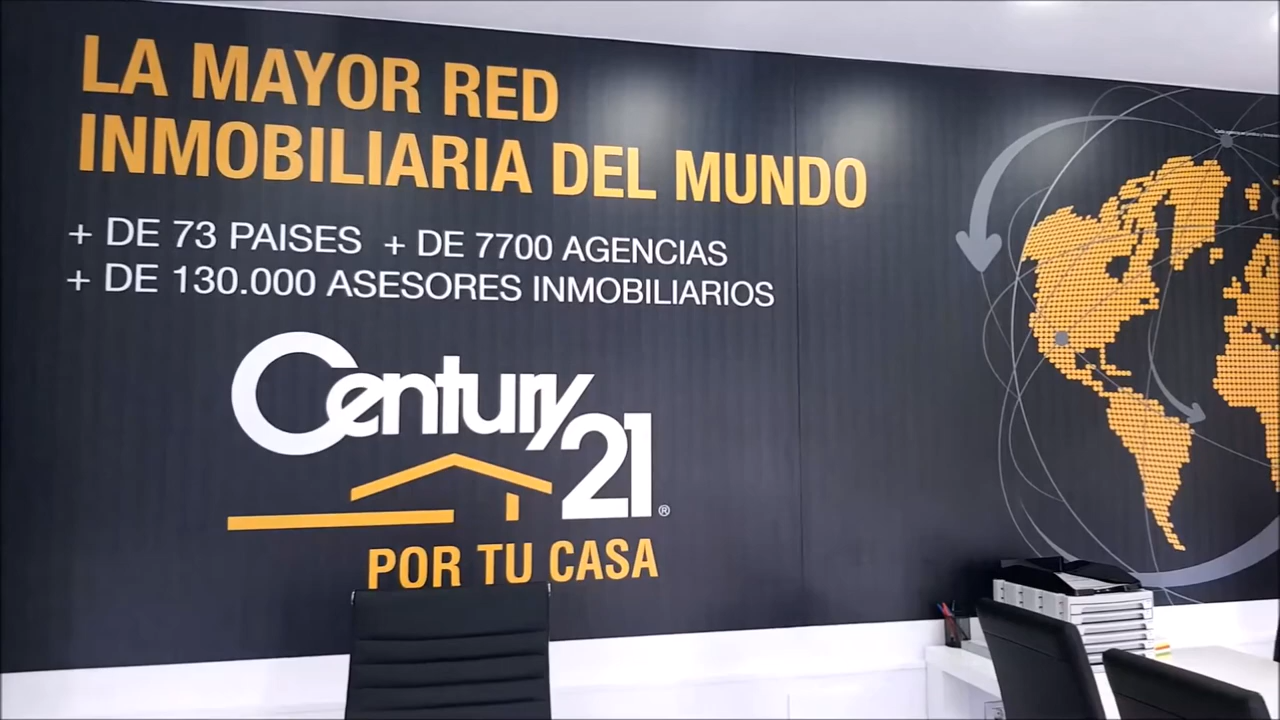 LA MAYOR RED
INMOBILIARIA DEL MUNDO
+ DE 73 PAISES + DE 7700 AGENCIAS
+ DE 130.000 ASESORES INMOBILIARIOS
Century
21®
POR TU CASA